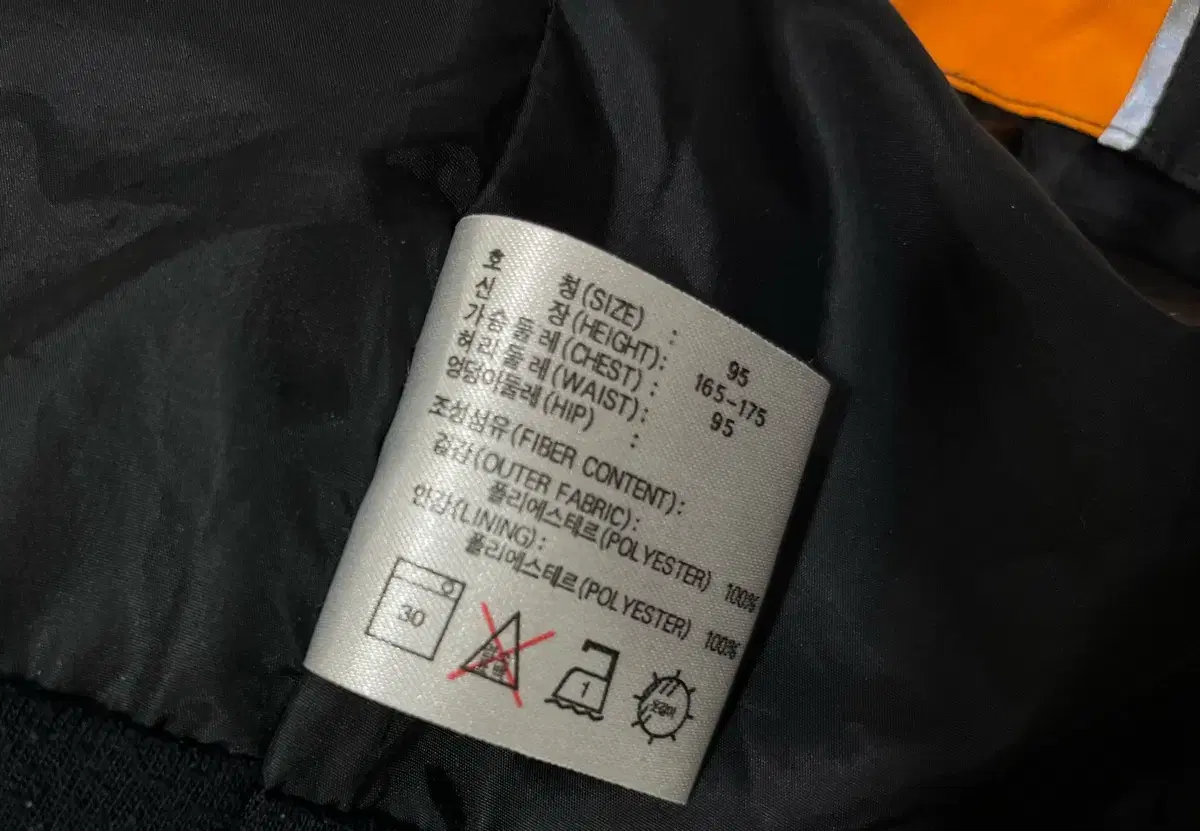 호 칭(SIZE) : 95
신 장(HEIGHT): 165-175
가슴 둘 레(CHEST) : 95
허리 둘 레(WAIST):
엉덩이둘레(HIP) :
조성섬유(FIBER CONTENT):
겉감(OUTER FABRIC):
폴리에스테르(POLYESTER) 100%
안감(LINING):
폴리에스테르(POLYESTER) 100%
30
1